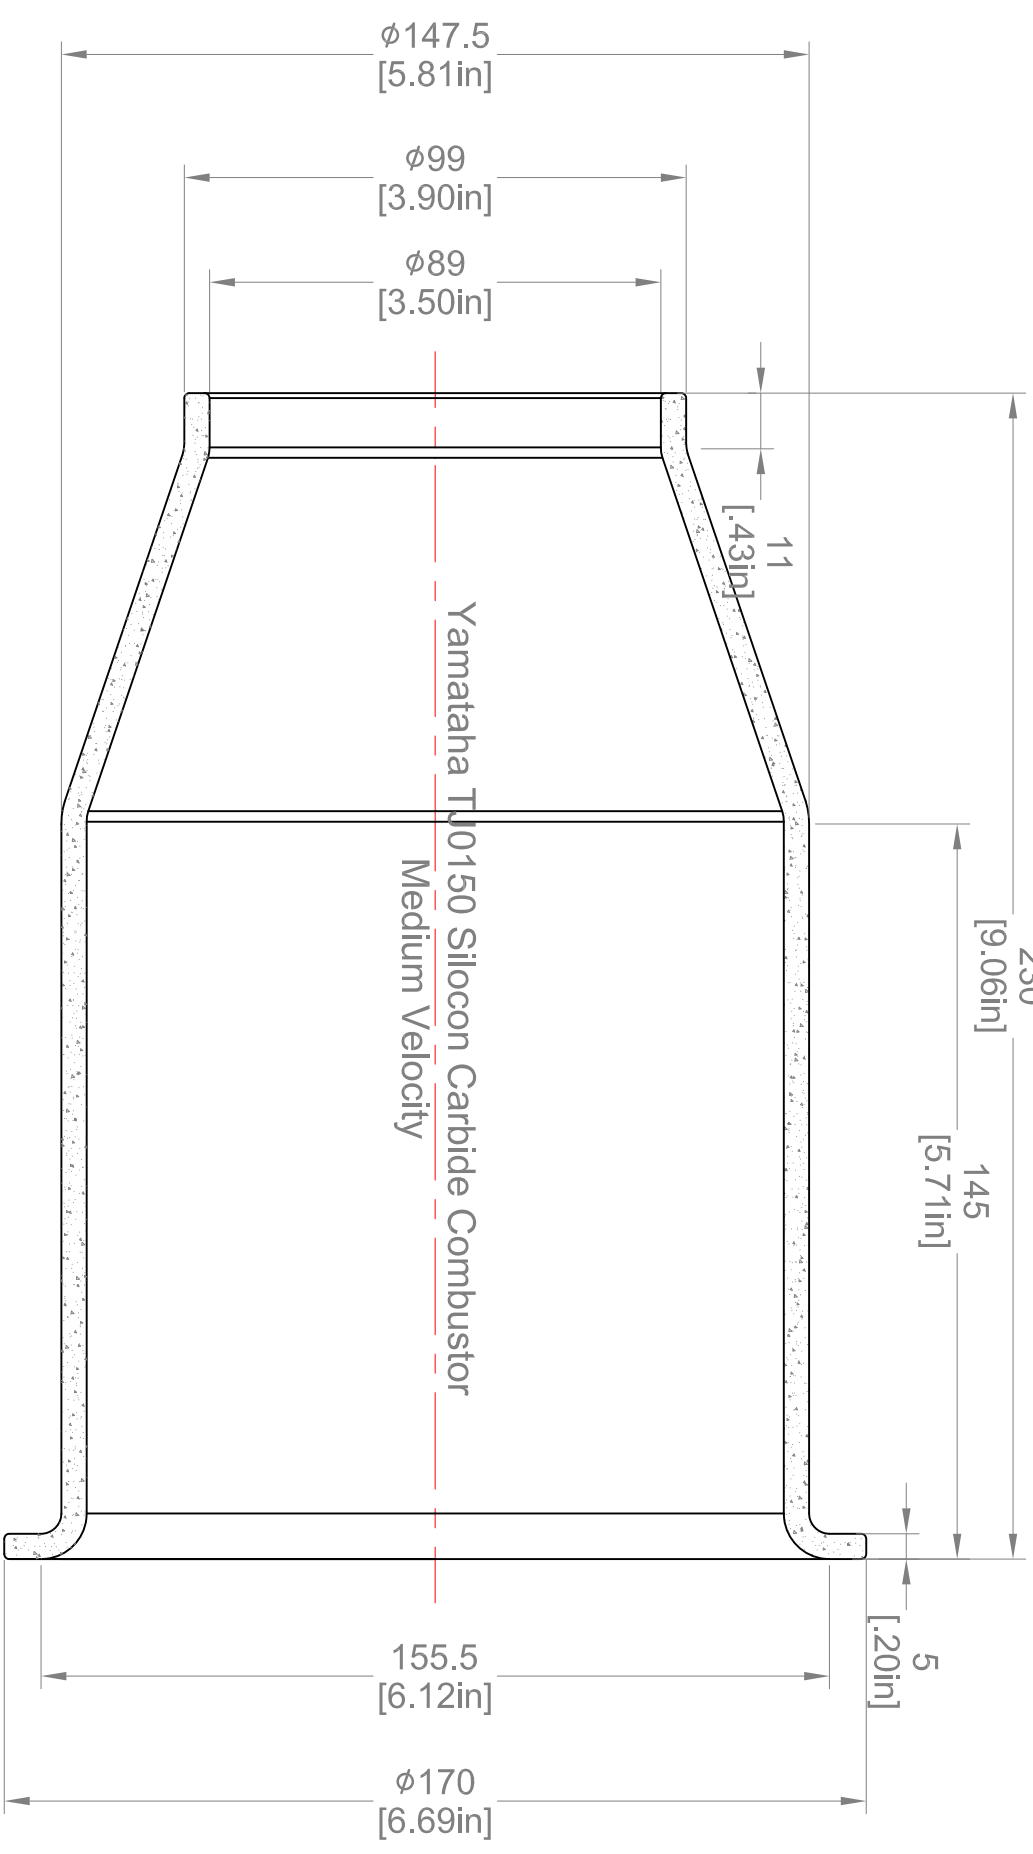 ϕ147.5
[5.81in]
ϕ99
[3.90in]
ϕ89
[3.50in]
11
[.43in]
Yamataha TJ0150 Silocon Carbide Combustor
Medium Velocity
230
[9.06in]
145
[5.71in]
5
[.20in]
155.5
[6.12in]
ϕ170
[6.69in]